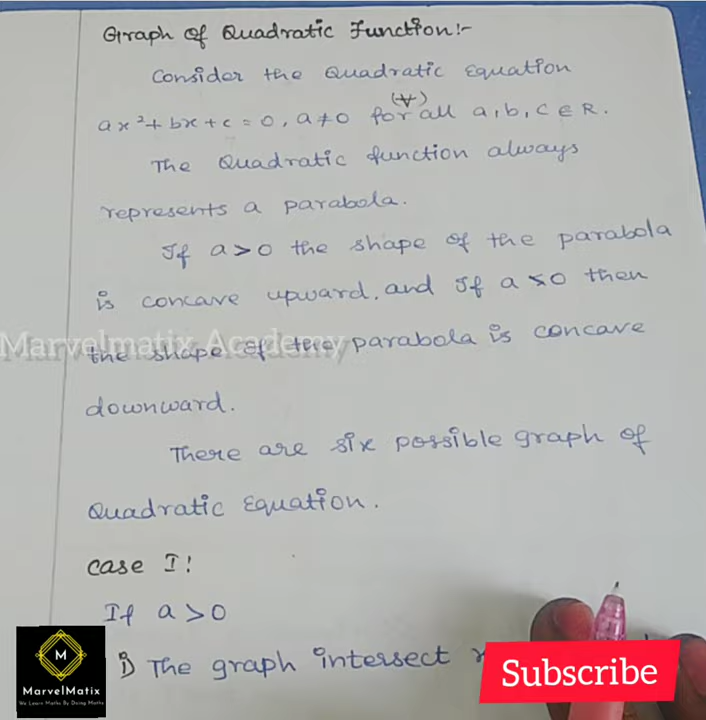 Graph of Quadratic Function:-
Consider the Quadratic Equation
(∀)
ax²+bx+c=0, a≠0 for all a,b,c∈R.
The Quadratic function always
represents a parabola.
If a>0 the shape of the parabola
is concave upward. and If a<0 then
the shape of the parabola is concave
Marvelmatix Academy
downward.
There are six possible graph of
Quadratic Equation.
case I:
If a>0
i) The graph intersect
M
MarvelMatix
We Learn Maths By Doing Maths
Subscribe